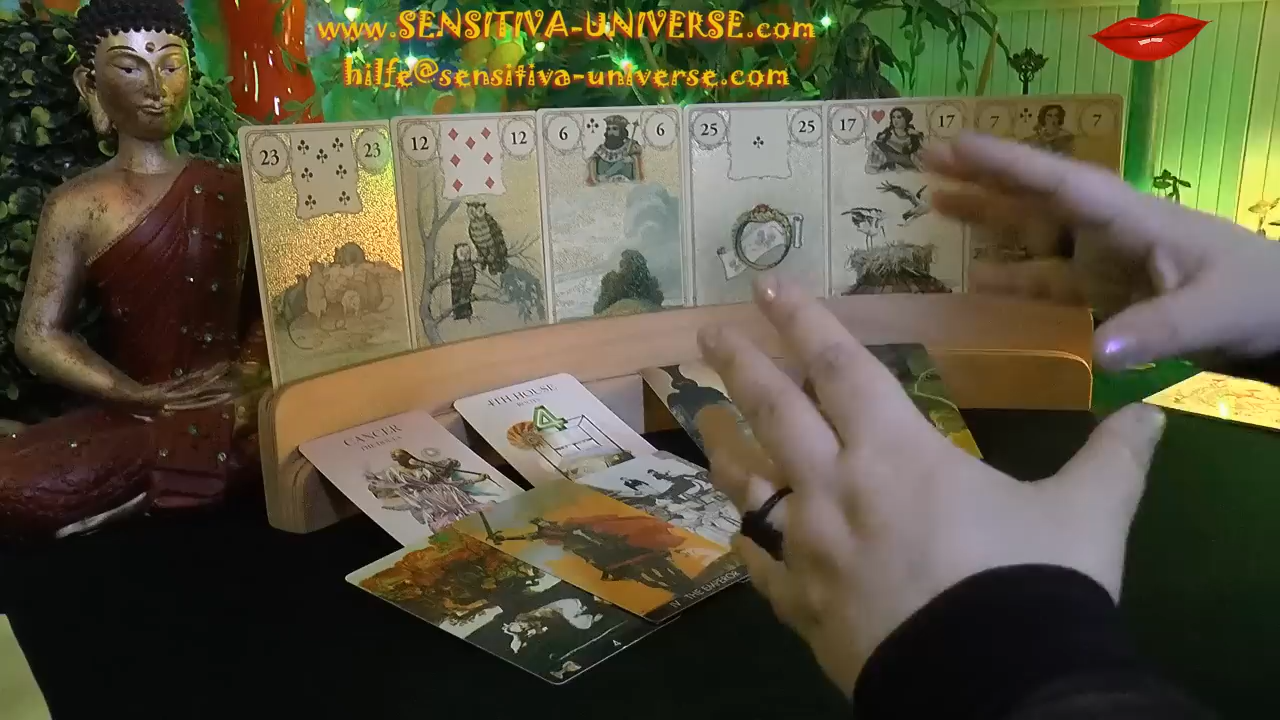 www.SENSITIVA-UNIVERSE.com
hilfe@sensitiva-universe.com
23 23
12 12
6 6
25 25
17 17
7 7
CANCER
4TH HOUSE
4
IV THE EMPEROR
4